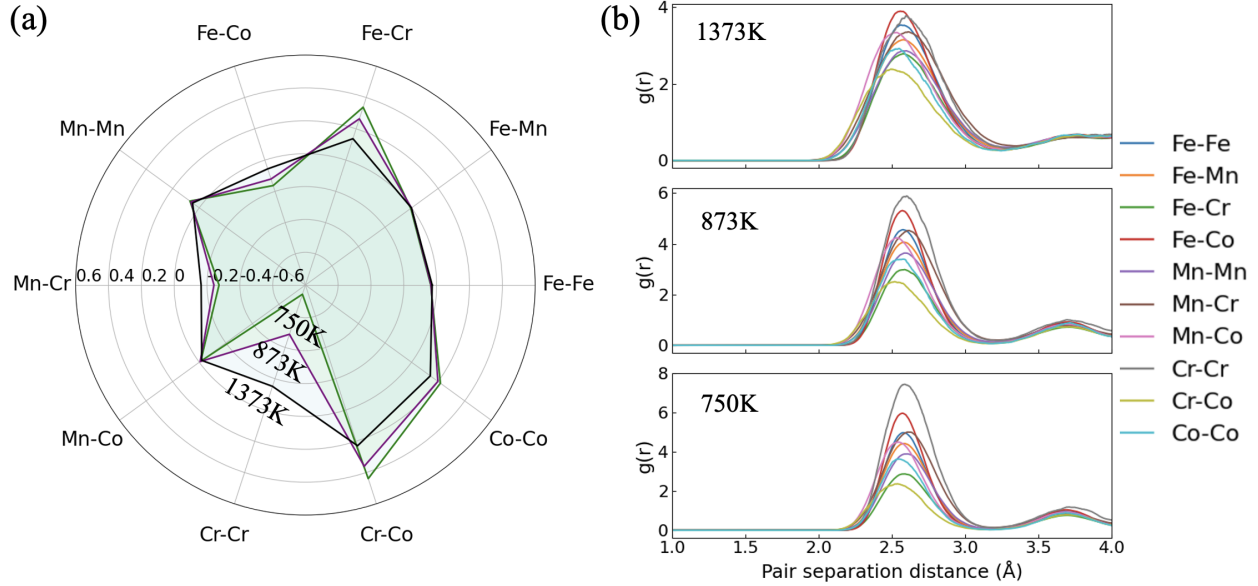 (a)
Fe-Co
Fe-Cr
Mn-Mn
Fe-Mn
Mn-Cr
0.6 0.4 0.2 0 -0.2 -0.4 -0.6
Fe-Fe
750K
873K
1373K
Mn-Co
Co-Co
Cr-Cr
Cr-Co
(b)
1373K
g(r)
4
2
0
873K
g(r)
6
4
2
0
750K
g(r)
8
6
4
2
0
1.0 1.5 2.0 2.5 3.0 3.5 4.0
Pair separation distance (Å)
Fe-Fe
Fe-Mn
Fe-Cr
Fe-Co
Mn-Mn
Mn-Cr
Mn-Co
Cr-Cr
Cr-Co
Co-Co